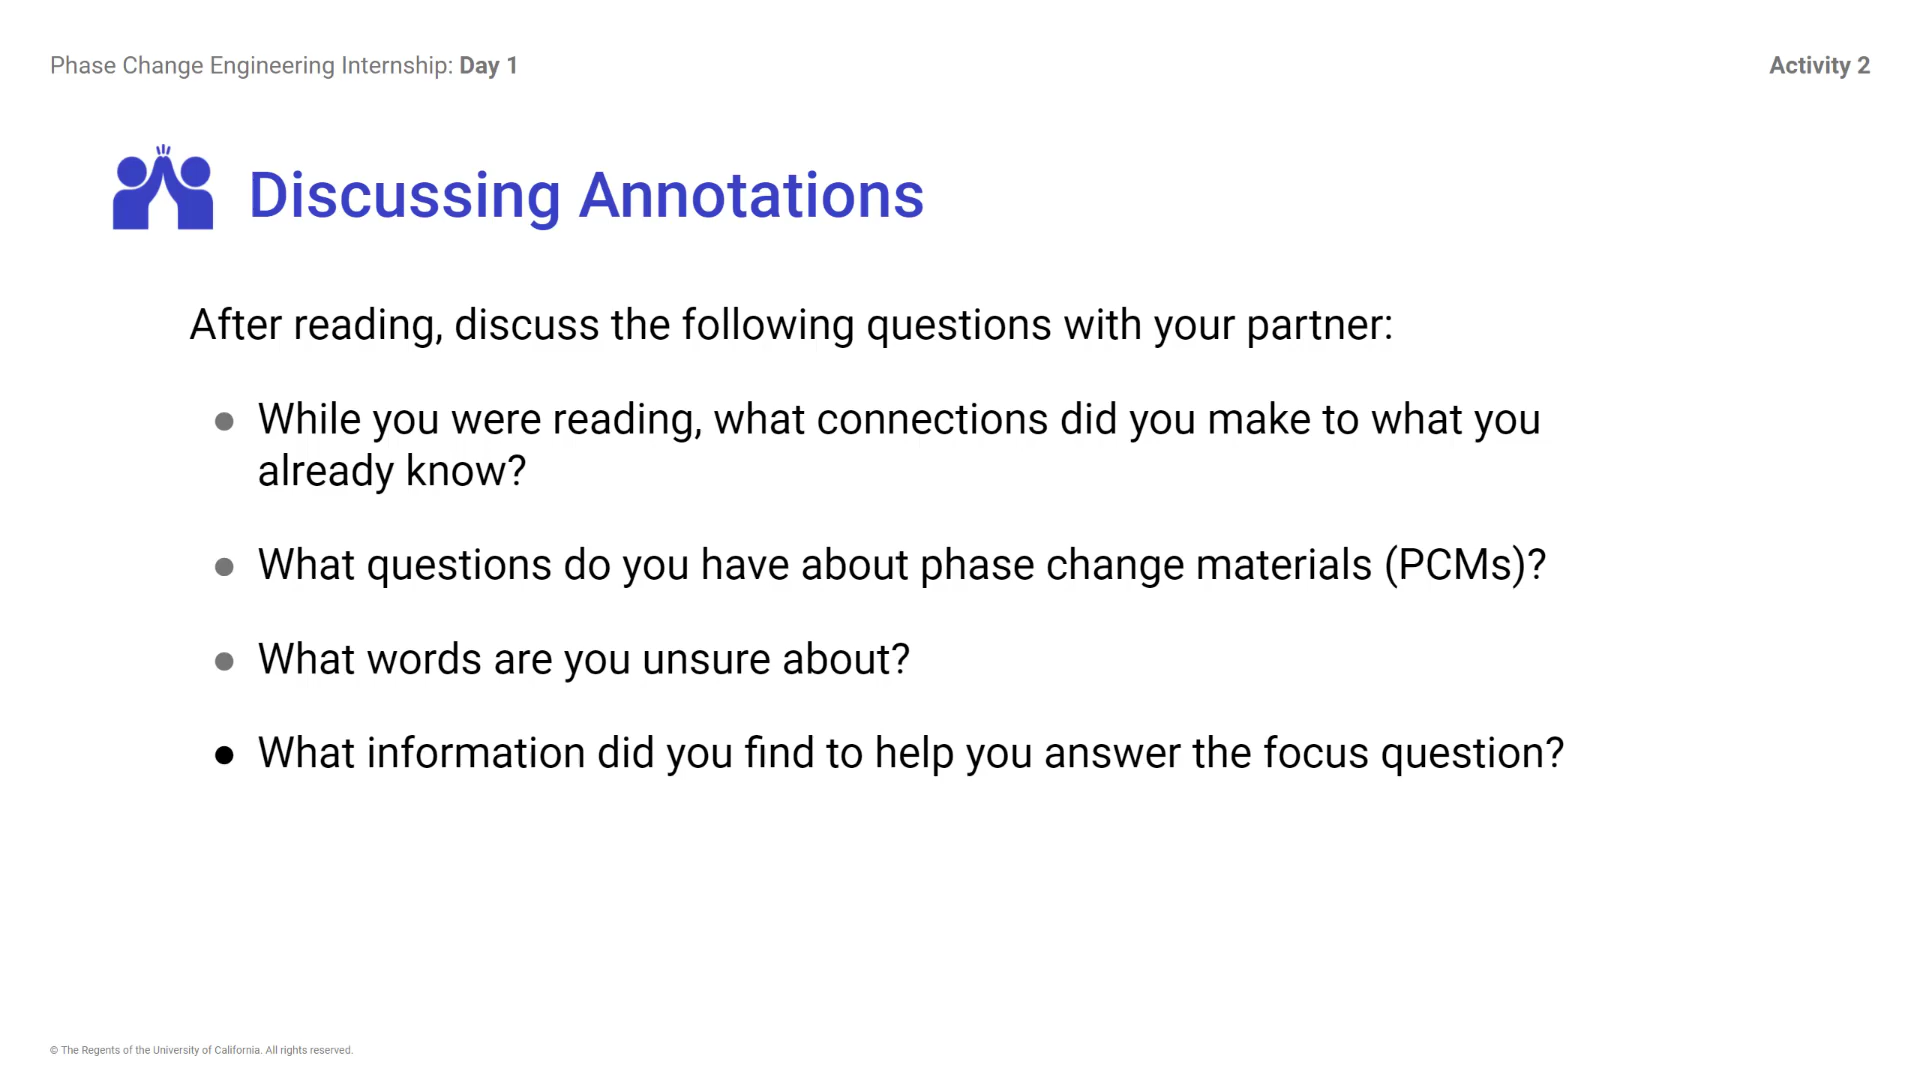 Phase Change Engineering Internship: Day 1
Activity 2
Discussing Annotations
After reading, discuss the following questions with your partner:
● While you were reading, what connections did you make to what you
already know?
● What questions do you have about phase change materials (PCMs)?
● What words are you unsure about?
● What information did you find to help you answer the focus question?
© The Regents of the University of California. All rights reserved.